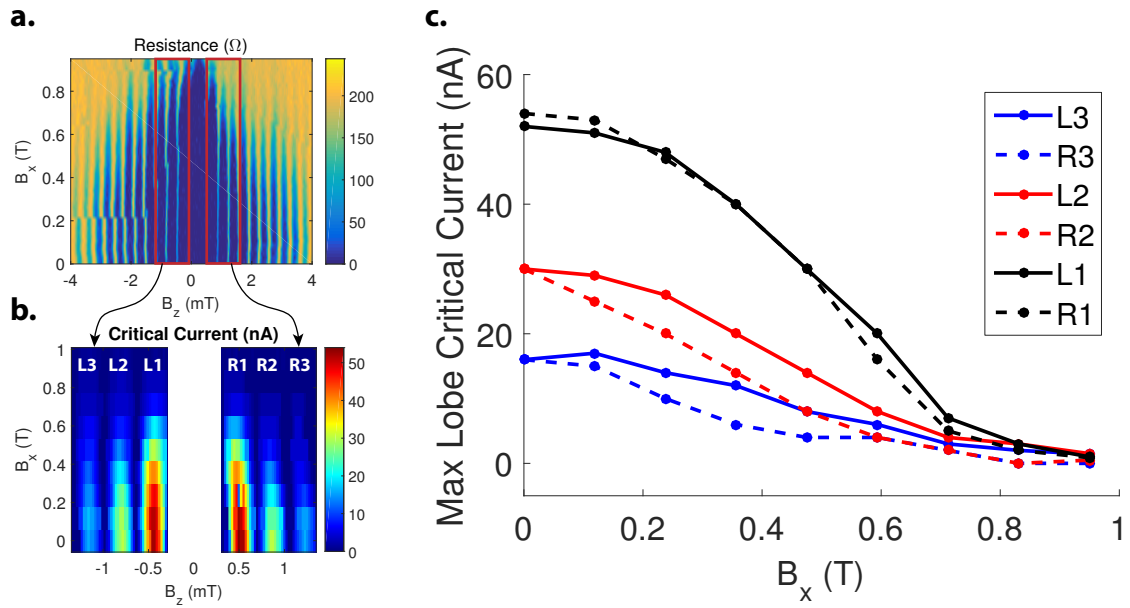 a.
Resistance (Ω)
0.8
0.6
0.4
0.2
0
B_x (T)
-4
-2
0
2
4
B_z (mT)
200
150
100
50
0
b.
Critical Current (nA)
L3 L2 L1
R1 R2 R3
1
0.8
0.6
0.4
0.2
0
B_x (T)
-1
-0.5
0
0.5
1
B_z (mT)
50
40
30
20
10
0
c.
Max Lobe Critical Current (nA)
60
40
20
0
0
0.2
0.4
0.6
0.8
1
B_x (T)
L3
R3
L2
R2
L1
R1